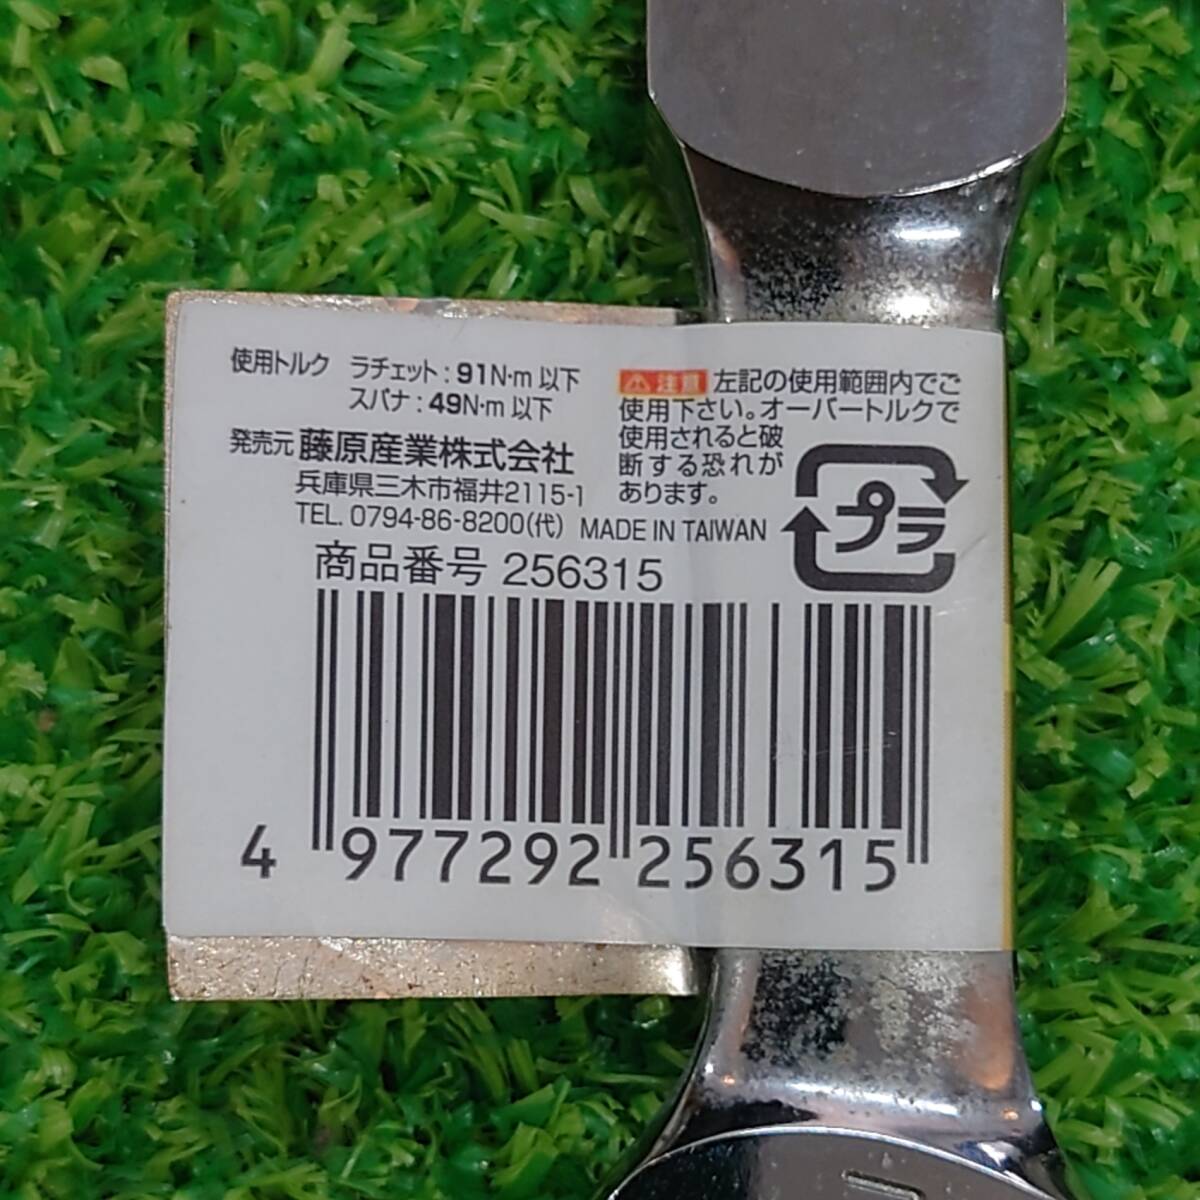 使用トルク ラチェット：91N·m 以下
スパナ：49N·m 以下
発売元 藤原産業株式会社
兵庫県三木市福井2115-1
TEL. 0794-86-8200(代) MADE IN TAIWAN
注意 左記の使用範囲内でご
使用下さい。オーバートルクで
使用されると破
断する恐れが
あります。
プラ
商品番号 256315
4 977292 256315